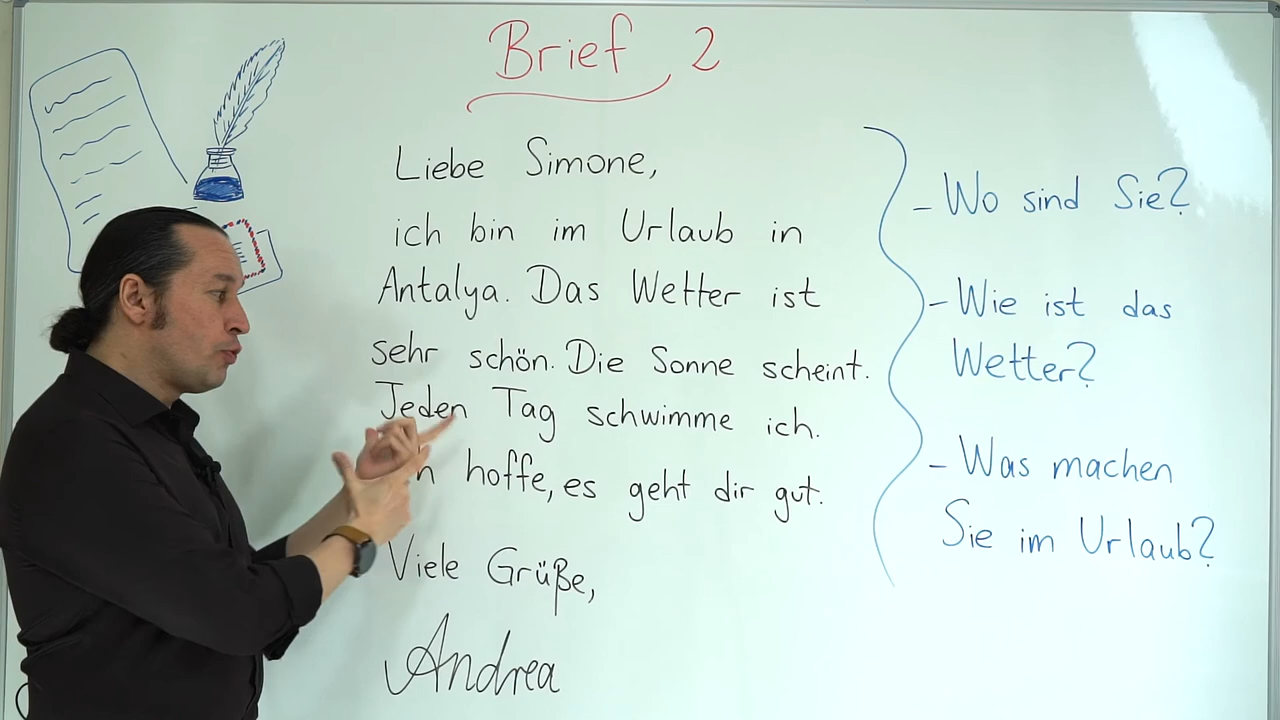 Brief 2
Liebe Simone,
ich bin im Urlaub in
Antalya. Das Wetter ist
sehr schön. Die Sonne scheint.
Jeden Tag schwimme ich.
hoffe, es geht dir gut.
Viele Grüße,
Andrea
- Wo sind Sie?
- Wie ist das
Wetter?
- Was machen
Sie im Urlaub?